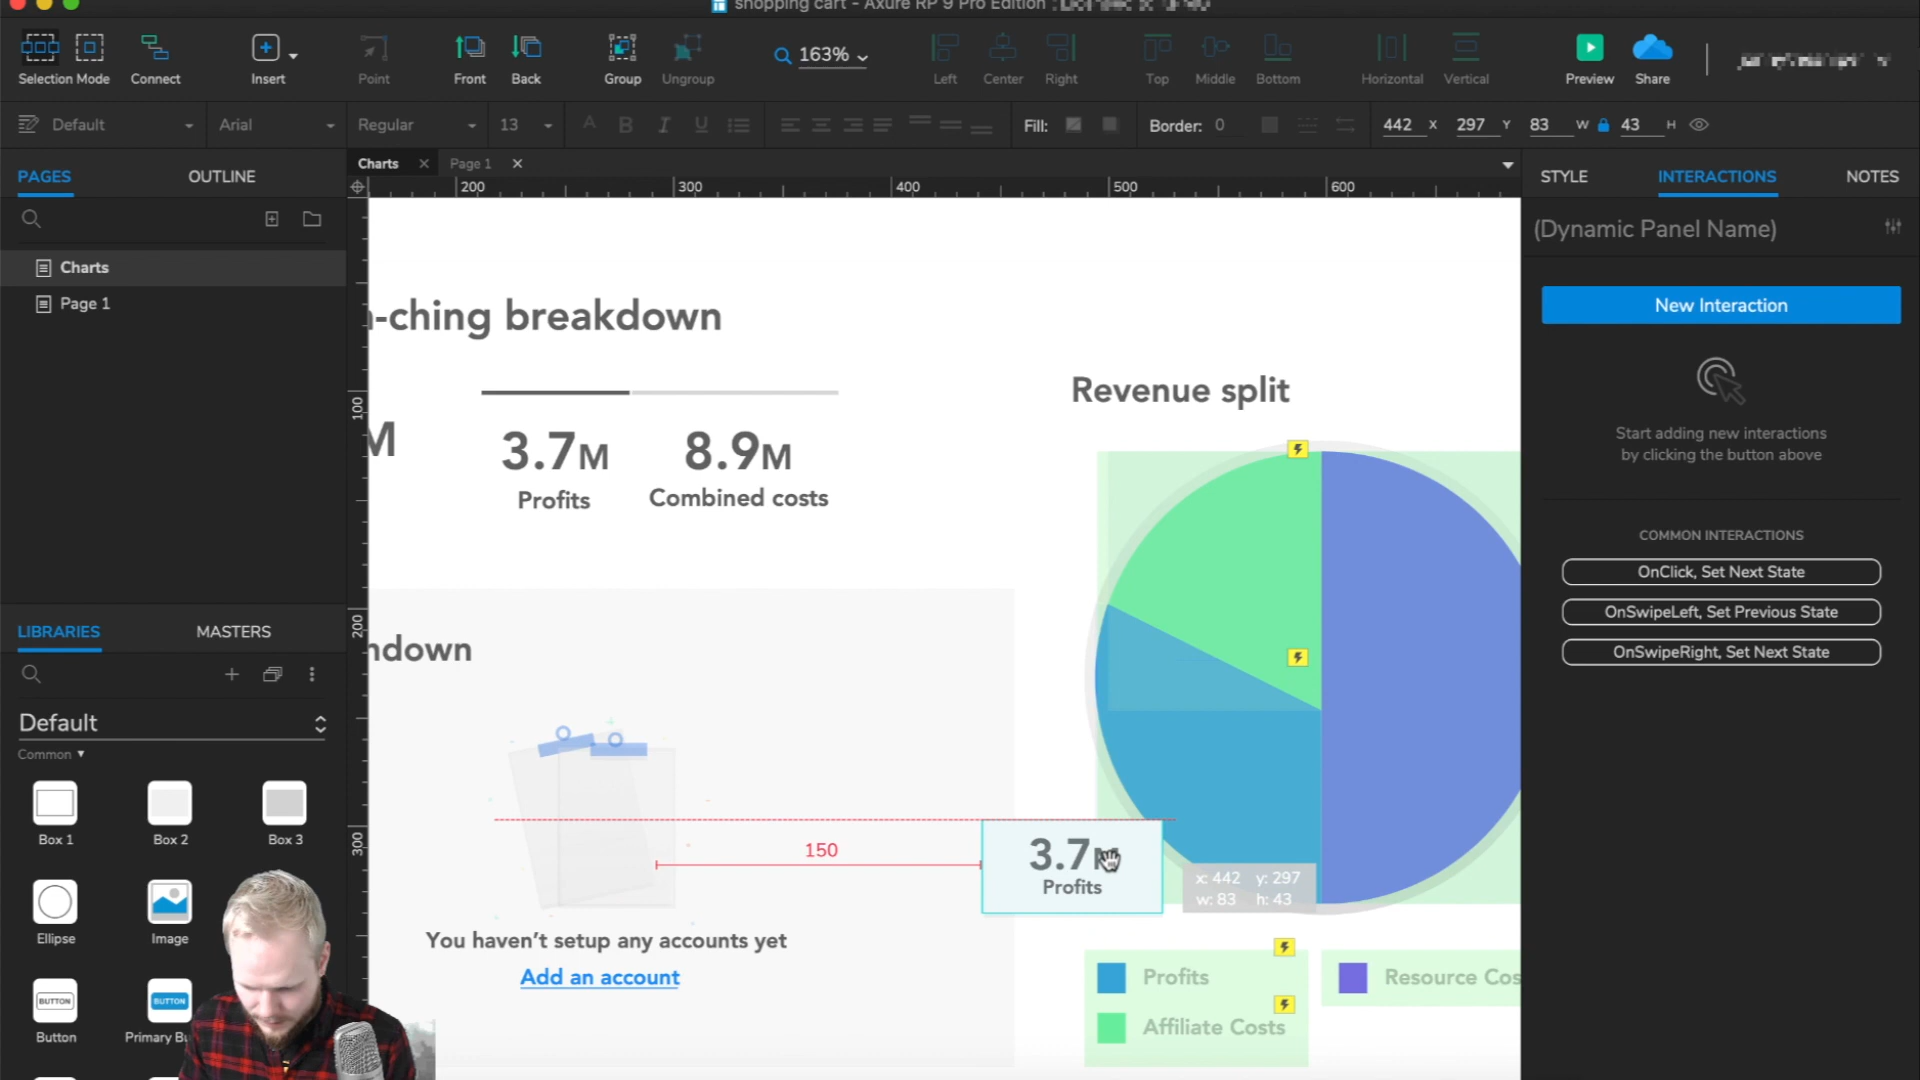 shopping cart - Axure RP 9 Pro Edition :
Selection Mode
Connect
Insert
Point
Front
Back
Group
Ungroup
163%
Left
Center
Right
Top
Middle
Bottom
Horizontal
Vertical
Preview
Share
Default
Arial
Regular
13
A B I U
Fill:
Border: 0
442 X 297 Y 83 W 43 H
PAGES
OUTLINE
Charts
Page 1
Charts
Page 1
200 300 400 500 600
100
200
300
STYLE
INTERACTIONS
NOTES
(Dynamic Panel Name)
New Interaction
Start adding new interactions
by clicking the button above
COMMON INTERACTIONS
OnClick, Set Next State
OnSwipeLeft, Set Previous State
OnSwipeRight, Set Next State
-ching breakdown
M
3.7M
Profits
8.9M
Combined costs
Revenue split
down
150
3.7M
Profits
x: 442 y: 297
w: 83 h: 43
You haven't setup any accounts yet
Add an account
Profits
Affiliate Costs
Resource Cos
LIBRARIES
MASTERS
Default
Common
Box 1
Box 2
Box 3
Ellipse
Image
BUTTON
Button
BUTTON
Primary Bu